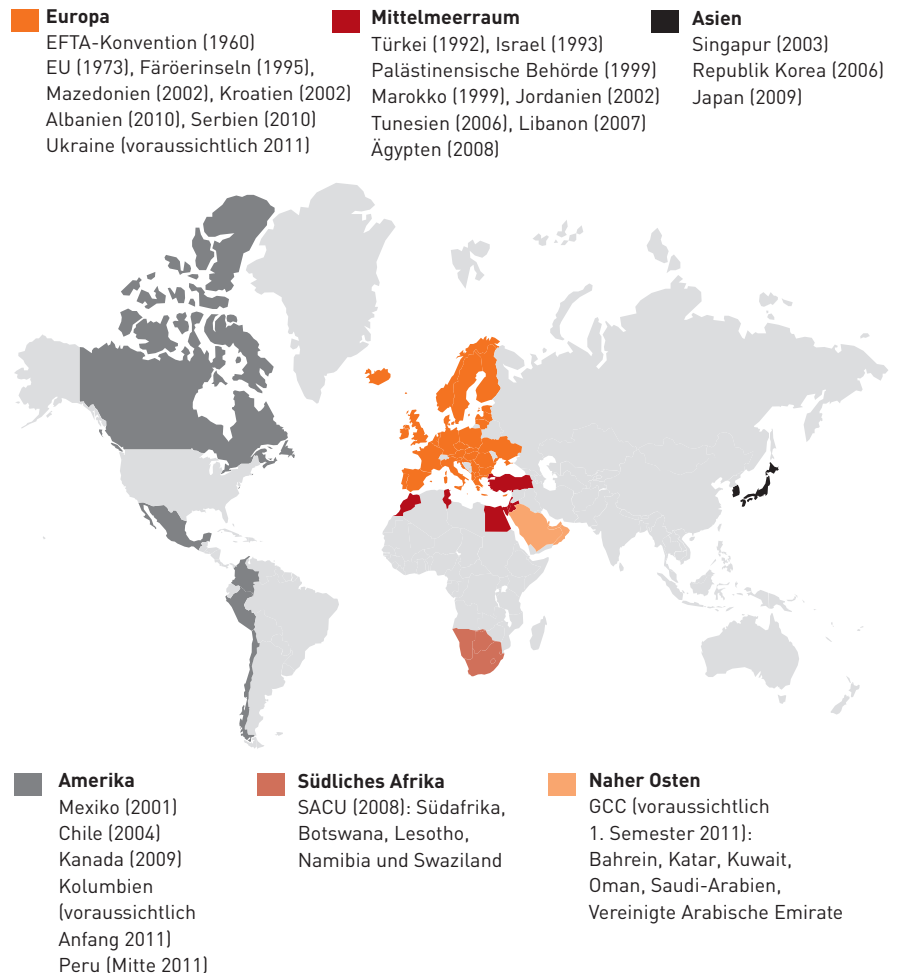 Europa
EFTA-Konvention (1960)
EU (1973), Färöerinseln (1995),
Mazedonien (2002), Kroatien (2002)
Albanien (2010), Serbien (2010)
Ukraine (voraussichtlich 2011)
Mittelmeerraum
Türkei (1992), Israel (1993)
Palästinensische Behörde (1999)
Marokko (1999), Jordanien (2002)
Tunesien (2006), Libanon (2007)
Ägypten (2008)
Asien
Singapur (2003)
Republik Korea (2006)
Japan (2009)
Amerika
Mexiko (2001)
Chile (2004)
Kanada (2009)
Kolumbien
(voraussichtlich
Anfang 2011)
Peru (Mitte 2011)
Südliches Afrika
SACU (2008): Südafrika,
Botswana, Lesotho,
Namibia und Swaziland
Naher Osten
GCC (voraussichtlich
1. Semester 2011):
Bahrein, Katar, Kuwait,
Oman, Saudi-Arabien,
Vereinigte Arabische Emirate